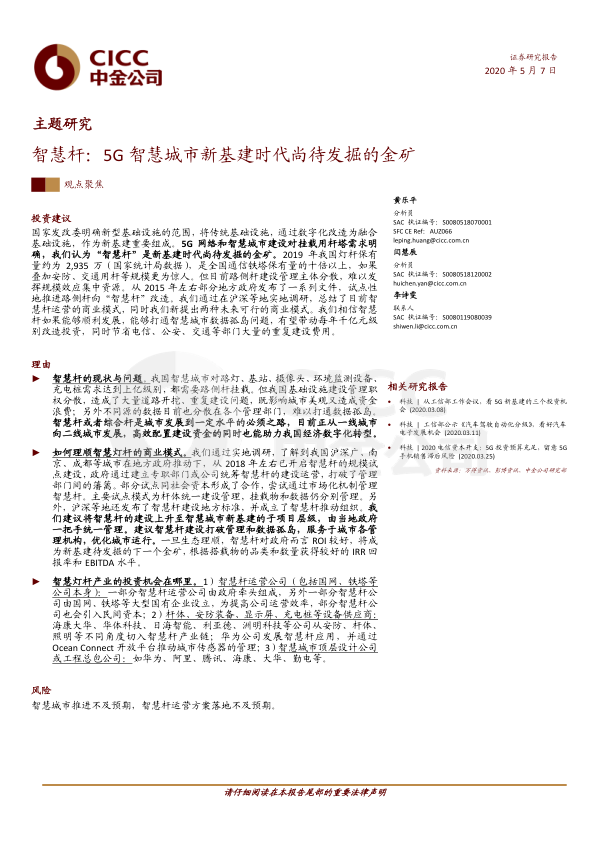 CICC
中金公司
证券研究报告
2020 年 5 月 7 日
主题研究
智慧杆：5G 智慧城市新基建时代尚待发掘的金矿
观点聚焦
投资建议
国家发改委明确新型基础设施的范围，将传统基础设施，通过数字化改造为融合
基础设施，作为新基建重要组成。5G 网络和智慧城市建设对挂载用杆塔需求明
确，我们认为“智慧杆”是新基建时代尚待发掘的金矿。2019 年我国灯杆保有
量约为 2,935 万（国家统计局数据），是全国通信铁塔保有量的十倍以上，如果
叠加安防、交通用杆等规模更为惊人。但目前路侧杆建设管理主体分散，难以发
挥规模效应集中资源。从 2015 年左右部分地方政府发布了一系列文件，试点性
地推进路侧杆向“智慧杆”改造。我们通过在沪深等地实地调研，总结了目前智
慧杆运营的商业模式，同时我们新提出两种未来可行的商业模式。我们相信智慧
杆如果能够顺利发展，能够打通智慧城市数据孤岛问题，有望带动每年千亿元级
别改造投资，同时节省电信、公安、交通等部门大量的重复建设费用。
理由
► 智慧杆的现状与问题。我国智慧城市对路灯、基站、摄像头、环境监测设备、
充电桩需求达到上亿级别，都需要路侧杆挂载。但我国基础设施建设管理职
权分散，造成了大量道路开挖、重复建设问题，既影响城市美观又造成资金
浪费；另外不同源的数据目前也分散在各个管理部门，难以打通数据孤岛。
智慧杆或者综合杆是城市发展到一定水平的必须之路，目前正从一线城市
向二线城市发展，高效配置建设资金的同时也能助力我国经济数字化转型。
► 如何理顺智慧灯杆的商业模式。我们通过实地调研，了解到我国沪深广、南
京、成都等城市在地方政府推动下，从 2018 年左右已开启智慧杆的规模试
点建设，政府通过建立专职部门或公司统筹智慧杆的建设运营，打破了管理
部门间的藩篱。部分试点同社会资本形成了合作，尝试通过市场化机制管理
智慧杆。主要试点模式为杆体统一建设管理，挂载物和数据仍分别管理。另
外，沪深等地还发布了智慧杆建设地方标准，并成立了智慧杆推动组织。我
们建议将智慧杆的建设上升至智慧城市新基建的子项目层级，由当地政府
一把手统一管理。建议智慧杆建设打破管理和数据孤岛，服务于城市各管
理机构，优化城市运行。一旦生态理顺，智慧杆对政府而言 ROI 较好，将成
为新基建待发掘的下一个金矿，根据搭载物的品类和数量获得较好的 IRR 回
报率和 EBITDA 水平。
► 智慧灯杆产业的投资机会在哪里。1）智慧杆运营公司（包括国网、铁塔等
公司本身）：一部分智慧杆运营公司由政府牵头组成，另外一部分智慧杆公
司由国网、铁塔等大型国有企业设立，为提高公司运营效率，部分智慧杆公
司也会引入民间资本；2）杆体、安防装备、显示屏、充电桩等设备供应商：
海康大华、华体科技、日海智能、利亚德、洲明科技等公司从安防、杆体、
照明等不同角度切入智慧杆产业链；华为公司发展智慧杆应用，并通过
Ocean Connect 开放平台推动城市传感器的管理；3）智慧城市顶层设计公司
或工程总包公司：如华为、阿里、腾讯、海康、大华、勤电等。
风险
智慧城市推进不及预期，智慧杆运营方案落地不及预期。
黄乐平
分析员
SAC 执证编号：S0080518070001
SFC CE Ref：AUZ066
leping.huang@cicc.com.cn
闫慧辰
分析员
SAC 执证编号：S0080518120002
huichen.yan@cicc.com.cn
李诗雯
联系人
SAC 执证编号：S0080119080039
shiwen.li@cicc.com.cn
相关研究报告
• 科技 | 从工信部工作会议，看 5G 新基建的三个投资机
会 (2020.03.08)
• 科技 | 工信部公示《汽车驾驶自动化分级》，看好汽车
电子发展机会 (2020.03.11)
• 科技 | 2020 电信资本开支：5G 投资预算充足，留意 5G
手机销售滞后风险 (2020.03.25)
资料来源：万得资讯、彭博资讯、中金公司研究部
请仔细阅读在本报告尾部的重要法律声明